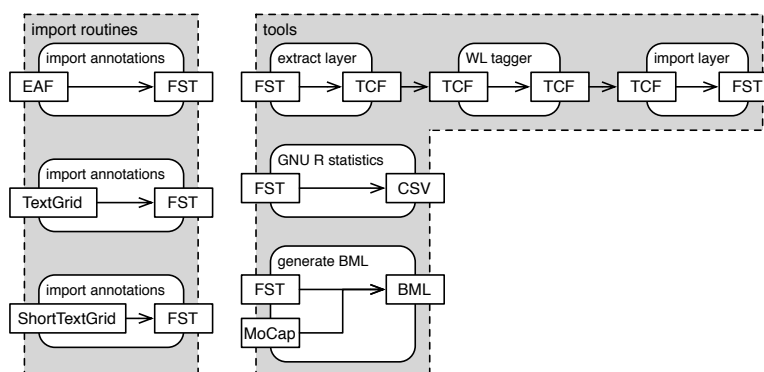 import routines
import annotations
EAF
FST
import annotations
TextGrid
FST
import annotations
ShortTextGrid
FST
tools
extract layer
WL tagger
import layer
FST
TCF
TCF
TCF
TCF
FST
GNU R statistics
FST
CSV
generate BML
FST
BML
MoCap